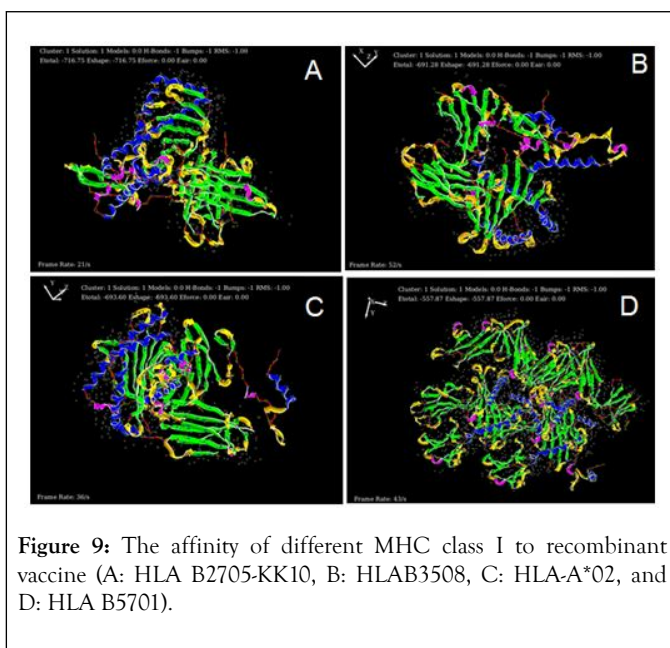 Cluster: 1 Solution: 1 Models: 0:0 H-Bonds: -1 Bumps: -1 RMS: -1.00
Etotal: -716.75 Eshape: -716.75 Eforce: 0.00 Eair: 0.00
A
Frame Rate: 21/s
X
Cluster: 1 Solution: 1 Models: 0:0 H-Bonds: -1 Bumps: -1 RMS: -1.00
Etotal: -691.28 Eshape: -691.28 Eforce: 0.00 Eair: 0.00
B
Frame Rate: 52/s
Y
Cluster: 1 Solution: 1 Models: 0:0 H-Bonds: -1 Bumps: -1 RMS: -1.00
Etotal: -693.60 Eshape: -693.60 Eforce: 0.00 Eair: 0.00
C
Frame Rate: 36/s
Y
Cluster: 1 Solution: 1 Models: 0:0 H-Bonds: -1 Bumps: -1 RMS: -1.00
Etotal: -557.87 Eshape: -557.87 Eforce: 0.00 Eair: 0.00
D
Frame Rate: 43/s
Figure 9: The affinity of different MHC class I to recombinant
vaccine (A: HLA B2705-KK10, B: HLAB3508, C: HLA-A*02, and
D: HLA B5701).